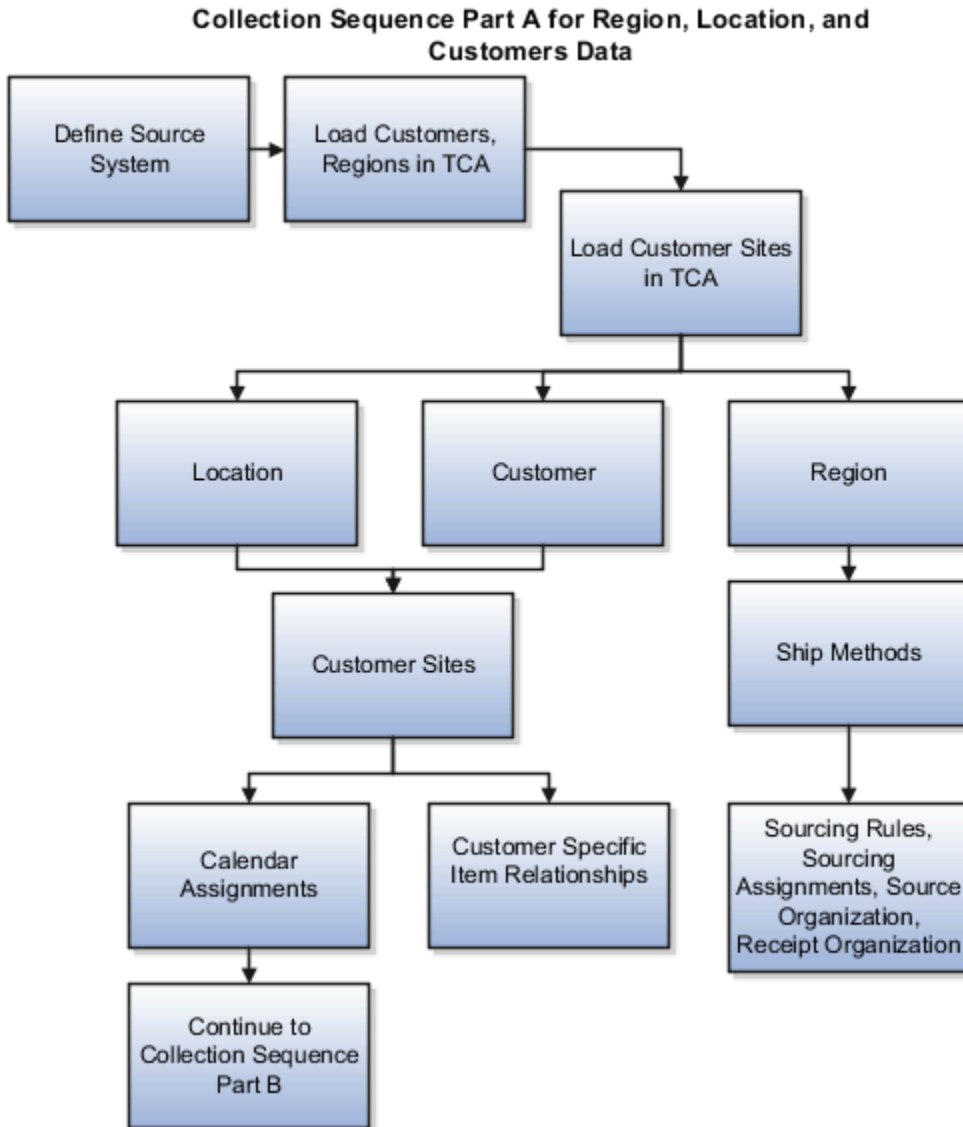 Collection Sequence Part A for Region, Location, and
Customers Data
Define Source
System
Load Customers,
Regions in TCA
Load Customer Sites
in TCA
Location
Customer
Region
Customer Sites
Ship Methods
Calendar
Assignments
Customer Specific
Item Relationships
Sourcing Rules,
Sourcing
Assignments, Source
Organization,
Receipt Organization
Continue to
Collection Sequence
Part B